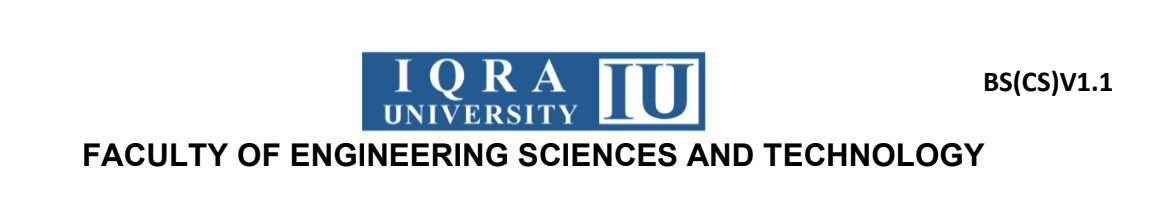 IQRA
UNIVERSITY
IU
BS(CS)V1.1
FACULTY OF ENGINEERING SCIENCES AND TECHNOLOGY